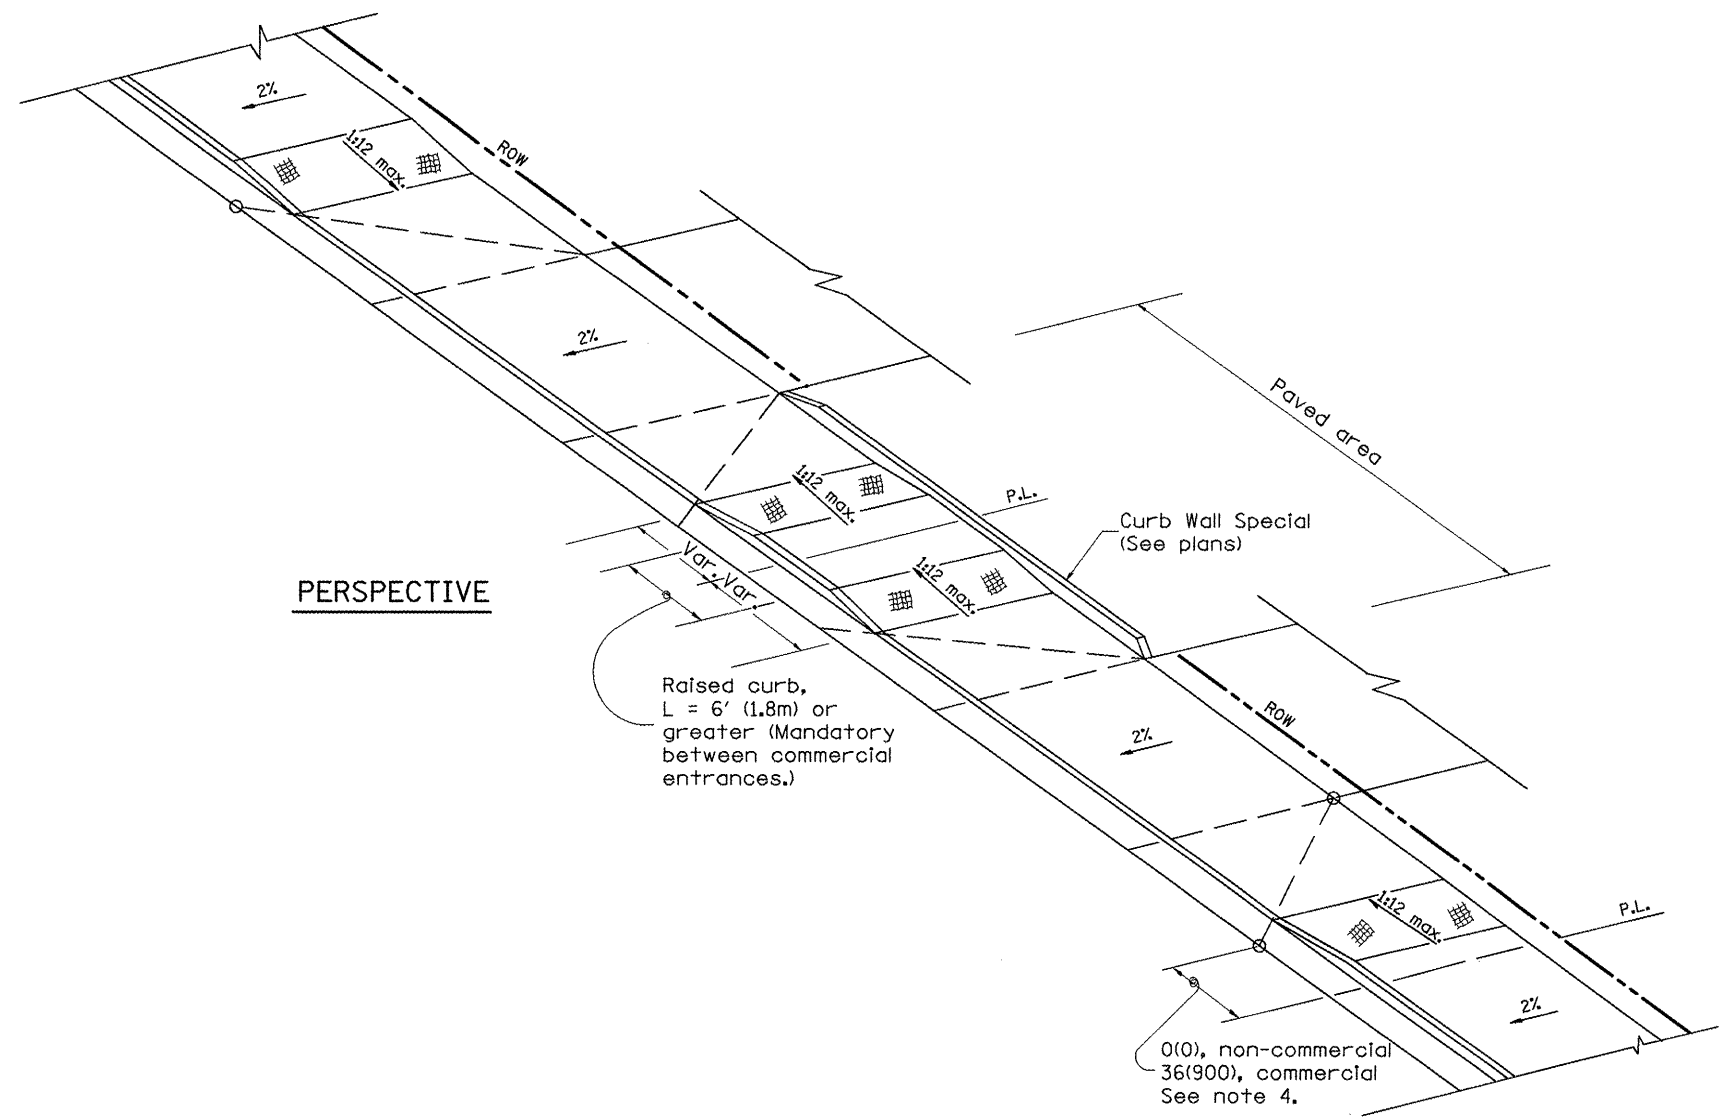 2%
1:12 max.
ROW
2%
Paved area
1:12 max.
P.L.
Curb Wall Special
(See plans)
1:12 max.
Var.
Var.
PERSPECTIVE
Raised curb,
L = 6' (1.8m) or
greater (Mandatory
between commercial
entrances.)
ROW
2%
1:12 max.
P.L.
2%
0(0), non-commercial
36(900), commercial
See note 4.